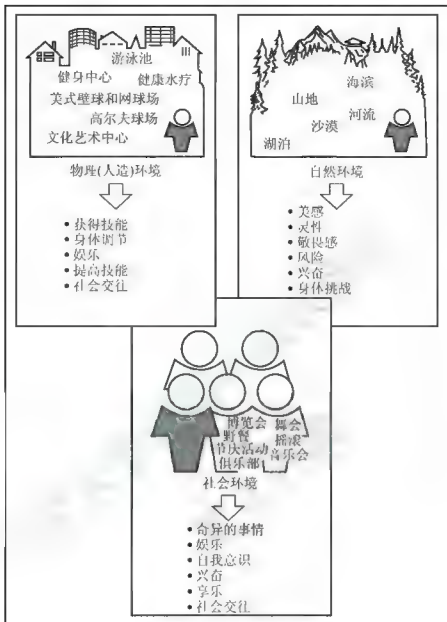 游泳池
健身中心 健康水疗
美式壁球和网球场
高尔夫球场
文化艺术中心
物理(人造)环境
• 获得技能
• 身体调节
• 娱乐
• 提高技能
• 社会交往
海滨
山地
河流
沙漠
湖泊
自然环境
• 美感
• 灵性
• 敬畏感
• 风险
• 兴奋
• 身体挑战
博览会 舞会
野餐 摇滚
节庆活动 音乐会
俱乐部
社会环境
• 奇异的事情
• 娱乐
• 自我意识
• 兴奋
• 享乐
• 社会交往